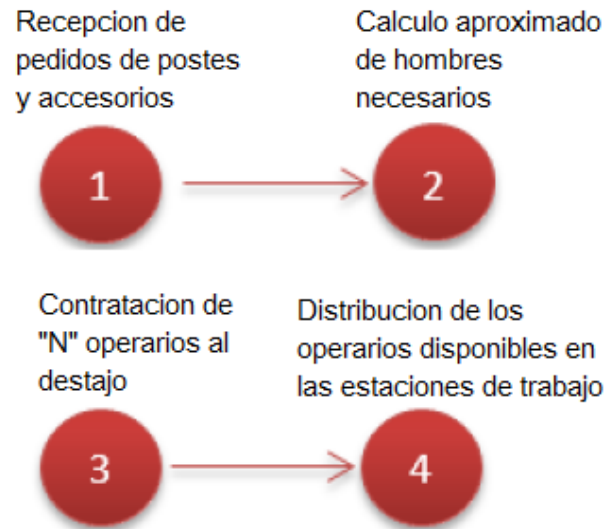 Recepcion de
pedidos de postes
y accesorios
Calculo aproximado
de hombres
necesarios
1
2
Contratacion de
"N" operarios al
destajo
Distribucion de los
operarios disponibles en
las estaciones de trabajo
3
4